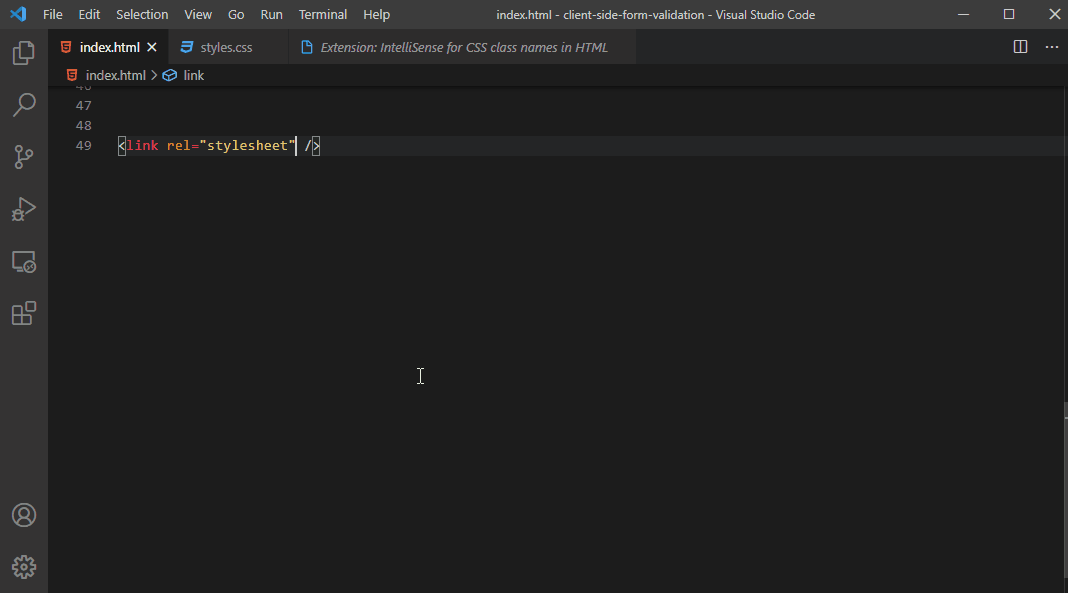 File Edit Selection View Go Run Terminal Help index.html - client-side-form-validation - Visual Studio Code
index.html styles.css Extension: IntelliSense for CSS class names in HTML
index.html > link
47
48
49 <link rel="stylesheet" />